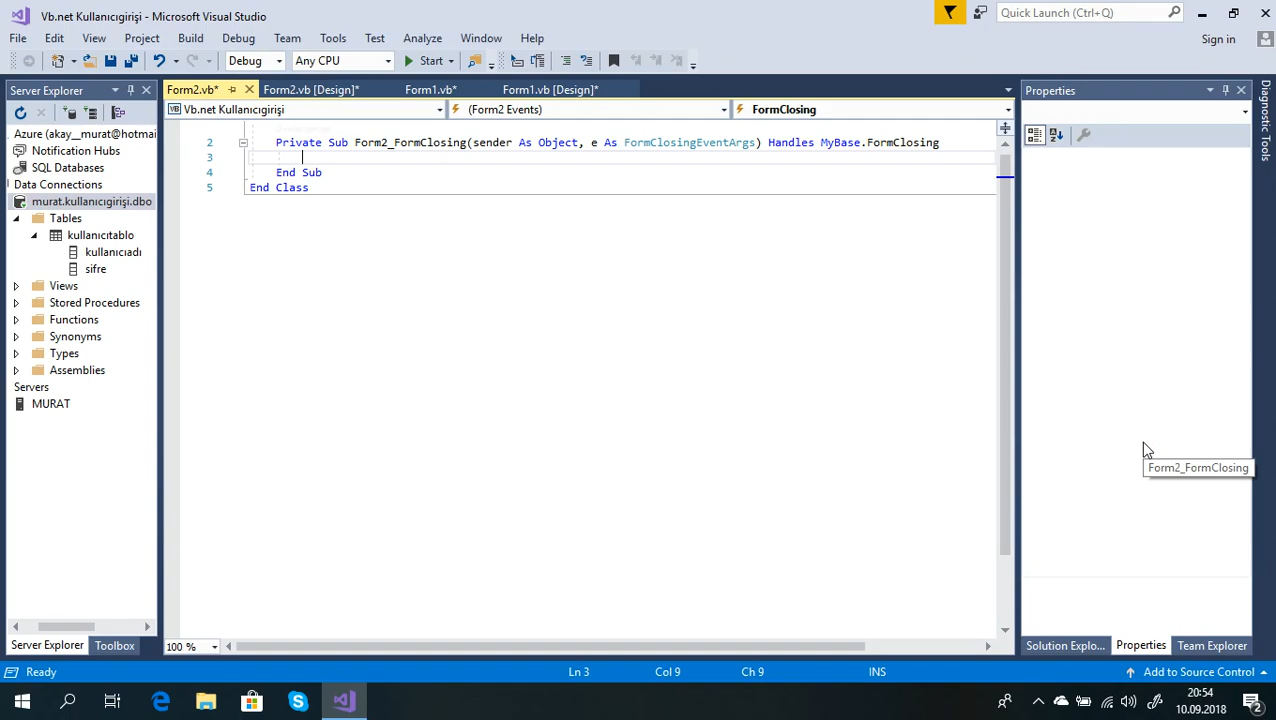 Vb.net Kullanıcıgirişi - Microsoft Visual Studio
Quick Launch (Ctrl+Q)
File Edit View Project Build Debug Team Tools Test Analyze Window Help
Sign in
Debug Any CPU Start
Server Explorer
Form2.vb* Form2.vb [Design]* Form1.vb* Form1.vb [Design]*
Properties
VB Vb.net Kullanıcıgirişi (Form2 Events) FormClosing
Azure (akay__murat@hotmai
Notification Hubs
SQL Databases
Data Connections
murat.kullanıcıgirişi.dbo
Tables
kullanıcıtablo
kullanıcıadı
sifre
Views
Stored Procedures
Functions
Synonyms
Types
Assemblies
Servers
MURAT
2 Private Sub Form2_FormClosing(sender As Object, e As FormClosingEventArgs) Handles MyBase.FormClosing
3
4 End Sub
5 End Class
Form2_FormClosing
Diagnostic Tools
100 %
Server Explorer Toolbox
Solution Explo... Properties Team Explorer
Ready Ln 3 Col 9 Ch 9 INS Add to Source Control
20:54
10.09.2018
2